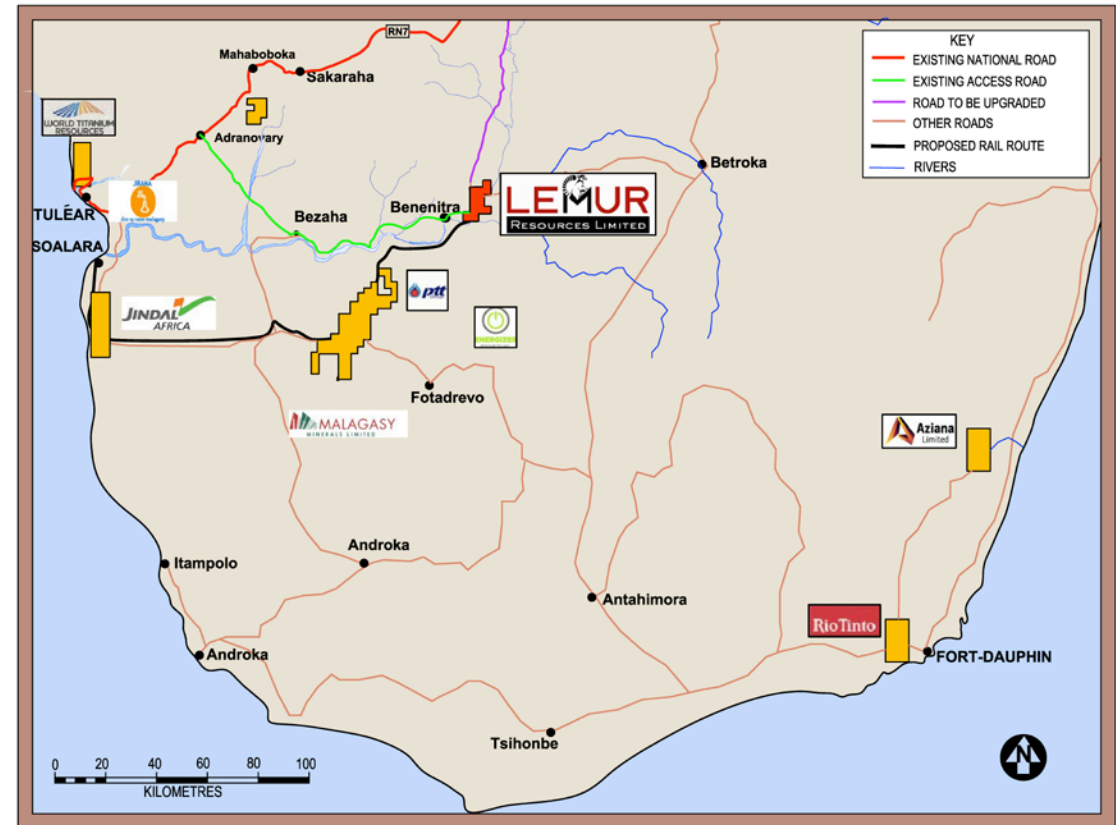 RN7
Mahaboboka
Sakaraha
KEY
EXISTING NATIONAL ROAD
EXISTING ACCESS ROAD
ROAD TO BE UPGRADED
OTHER ROADS
PROPOSED RAIL ROUTE
RIVERS
WORLD TITANIUM
RESOURCES
Adranovary
Betroka
JIRAMA
TULÉAR
Bezaha
Benenitra
LEMUR
RESOURCES LIMITED
SOALARA
JINDAL
AFRICA
ptt
ENERGIZER
Fotadrevo
MALAGASY
MINERALS LIMITED
Aziana
Limited
Itampolo
Androka
Antahimora
RioTinto
Androka
FORT-DAUPHIN
Tsihonbe
N
0 20 40 60 80 100
KILOMETRES